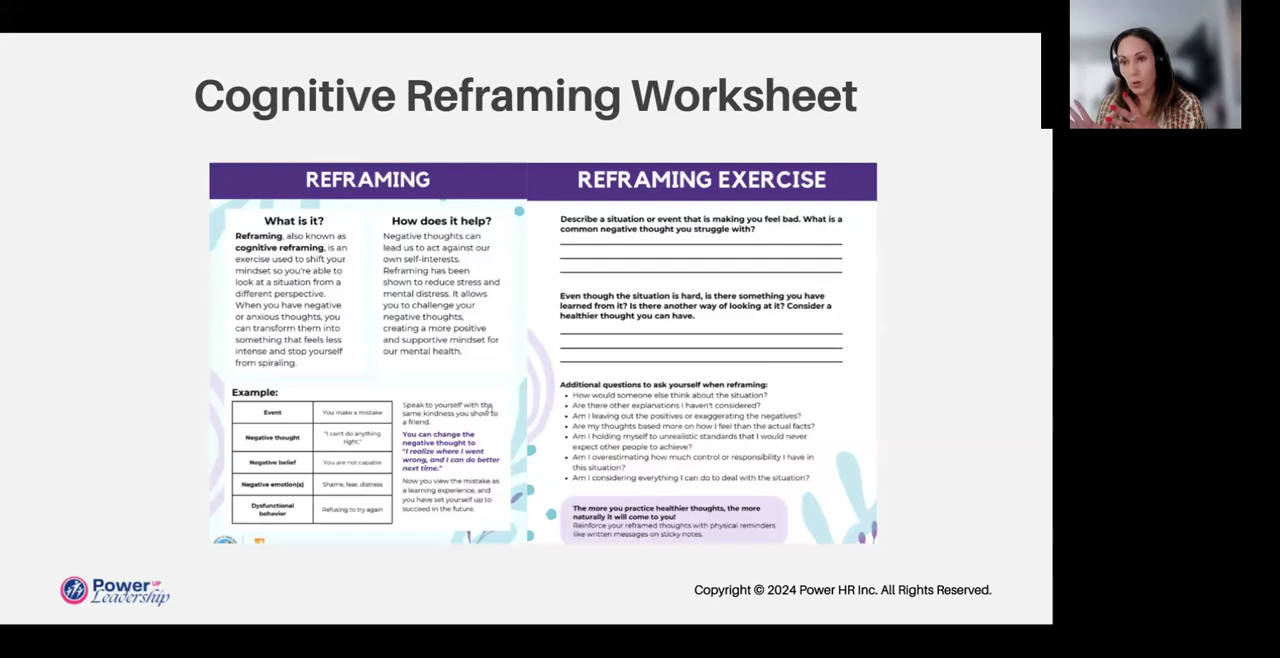 Cognitive Reframing Worksheet
REFRAMING
What is it?
Reframing, also known as
cognitive reframing, is an
exercise used to shift your
mindset so you're able to
look at a situation from a
different perspective.
When you have negative
or anxious thoughts, you
can transform them into
something that feels less
intense and stop yourself
from spiraling.
How does it help?
Negative thoughts can
lead us to act against our
own self-interests.
Reframing has been
shown to reduce stress and
mental distress. It allows
you to challenge your
negative thoughts,
creating a more positive
and supportive mindset for
our mental health.
Example:
Event
You make a mistake
Negative thought
"I can't do anything
right."
Negative belief
You are not capable
Negative emotion(s)
Shame, fear, distress
Dysfunctional
behavior
Refusing to try again
Speak to yourself with the
same kindness you show to
a friend.
You can change the
negative thought to
"I realize where I went
wrong, and I can do better
next time."
Now you view the mistake as
a learning experience, and
you have set yourself up to
succeed in the future.
REFRAMING EXERCISE
Describe a situation or event that is making you feel bad. What is a
common negative thought you struggle with?
Even though the situation is hard, is there something you have
learned from it? Is there another way of looking at it? Consider a
healthier thought you can have.
Additional questions to ask yourself when reframing:
• How would someone else think about the situation?
• Are there other explanations I haven't considered?
• Am I leaving out the positives or exaggerating the negatives?
• Are my thoughts based more on how I feel than the actual facts?
• Am I holding myself to unrealistic standards that I would never
expect other people to achieve?
• Am I overestimating how much control or responsibility I have in
this situation?
• Am I considering everything I can do to deal with the situation?
The more you practice healthier thoughts, the more
naturally it will come to you!
Reinforce your reframed thoughts with physical reminders
like written messages on sticky notes.
Power UP
Leadership
Copyright © 2024 Power HR Inc. All Rights Reserved.